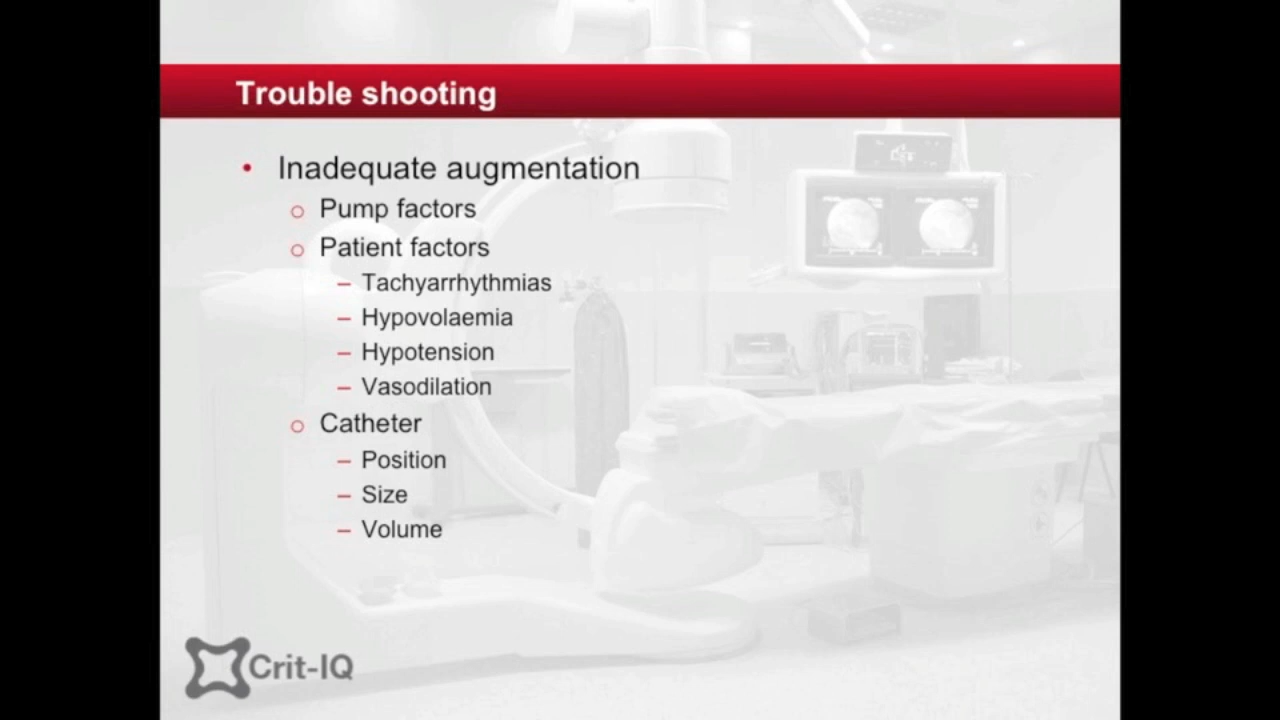 Trouble shooting
• Inadequate augmentation
o Pump factors
o Patient factors
– Tachyarrhythmias
– Hypovolaemia
– Hypotension
– Vasodilation
o Catheter
– Position
– Size
– Volume
Crit-IQ